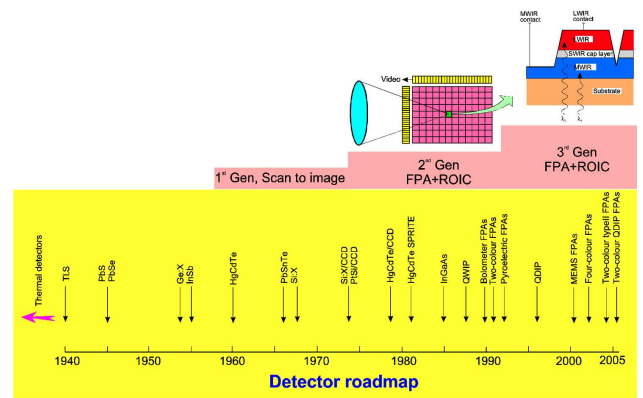 MWIR contact
LWIR contact
LWIR
SWIR cap layer
MWIR
Substrate
λ₁ λ₂
Video
1st Gen, Scan to image
2nd Gen
FPA+ROIC
3rd Gen
FPA+ROIC
Thermal detectors
TLS
PbS
PbSe
Ge:X
InSb
HgCdTe
PbSnTe
Si:X
Si:X/CCD
PtSi/CCD
HgCdTe/CCD
HgCdTe SPRITE
InGaAs
QWIP
Bolometer FPAs
Two-colour FPAs
Pyroelectric FPAs
QDIP
MEMS FPAs
Four-colour FPAs
Two-colour typeII FPAs
Two-colour QDIP FPAs
1940 1950 1960 1970 1981 1990 2000 2005
Detector roadmap